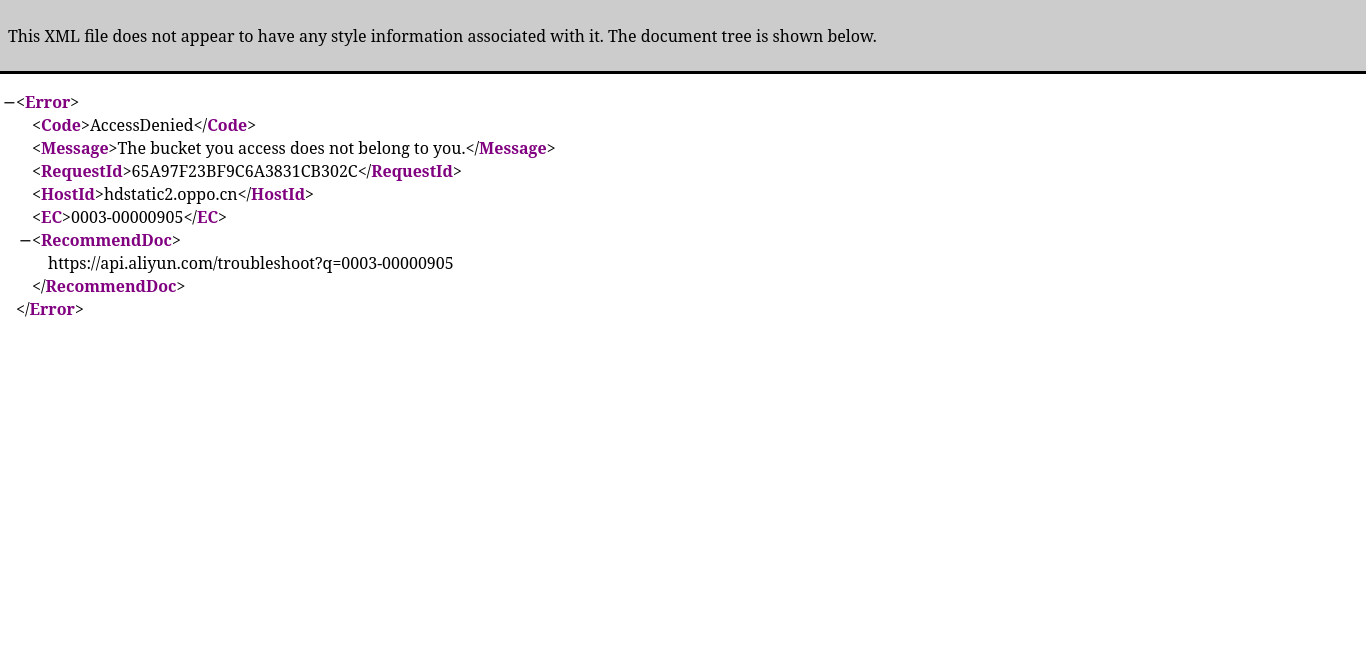 This XML file does not appear to have any style information associated with it. The document tree is shown below.
−<Error>
<Code>AccessDenied</Code>
<Message>The bucket you access does not belong to you.</Message>
<RequestId>65A97F23BF9C6A3831CB302C</RequestId>
<HostId>hdstatic2.oppo.cn</HostId>
<EC>0003-00000905</EC>
−<RecommendDoc>
https://api.aliyun.com/troubleshoot?q=0003-00000905
</RecommendDoc>
</Error>